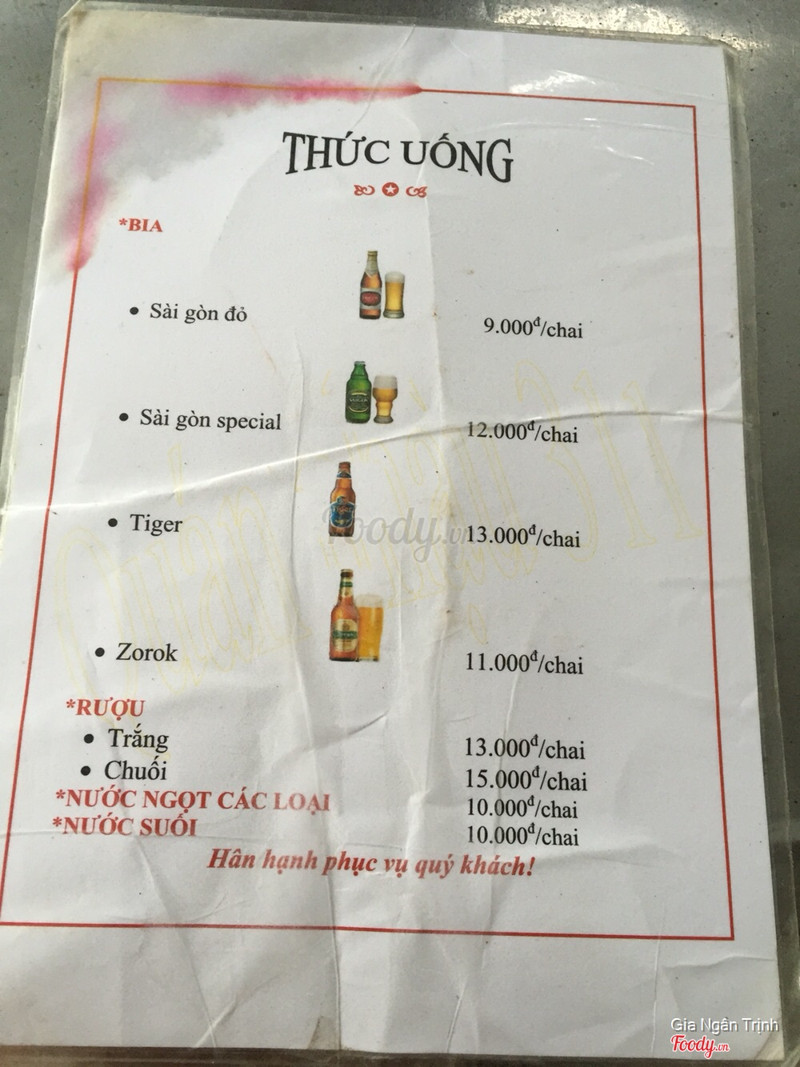 THỨC UỐNG
*BIA
• Sài gòn đỏ 9.000đ/chai
• Sài gòn special 12.000đ/chai
• Tiger 13.000đ/chai
Foody.vn
• Zorok 11.000đ/chai
*RƯỢU
• Trắng 13.000đ/chai
• Chuối 15.000đ/chai
*NƯỚC NGỌT CÁC LOẠI 10.000đ/chai
*NƯỚC SUỐI 10.000đ/chai
Hân hạnh phục vụ quý khách!
Gia Ngân Trịnh
Foody.vn